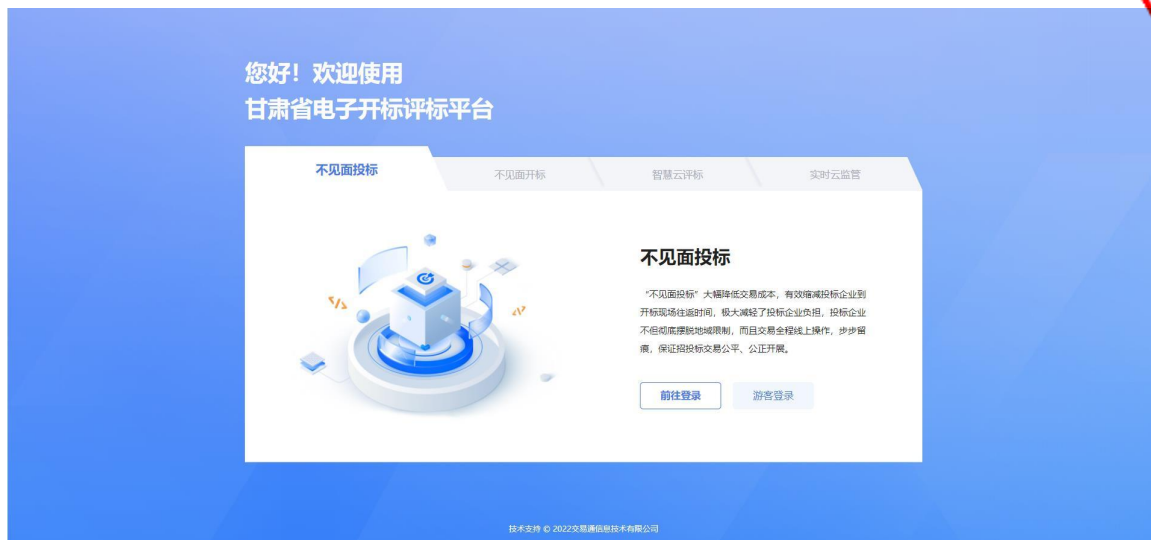 您好！欢迎使用
甘肃省电子开标评标平台
不见面投标
不见面开标
智慧云评标
实时云监管
不见面投标
“不见面投标”大幅降低交易成本，有效缩减投标企业到
开标现场往返时间，极大减轻了投标企业负担，投标企业
不但彻底摆脱地域限制，而且交易全程线上操作，步步留
痕，保证招投标交易公平、公正开展。
前往登录
游客登录
技术支持 © 2022交易通信息技术有限公司